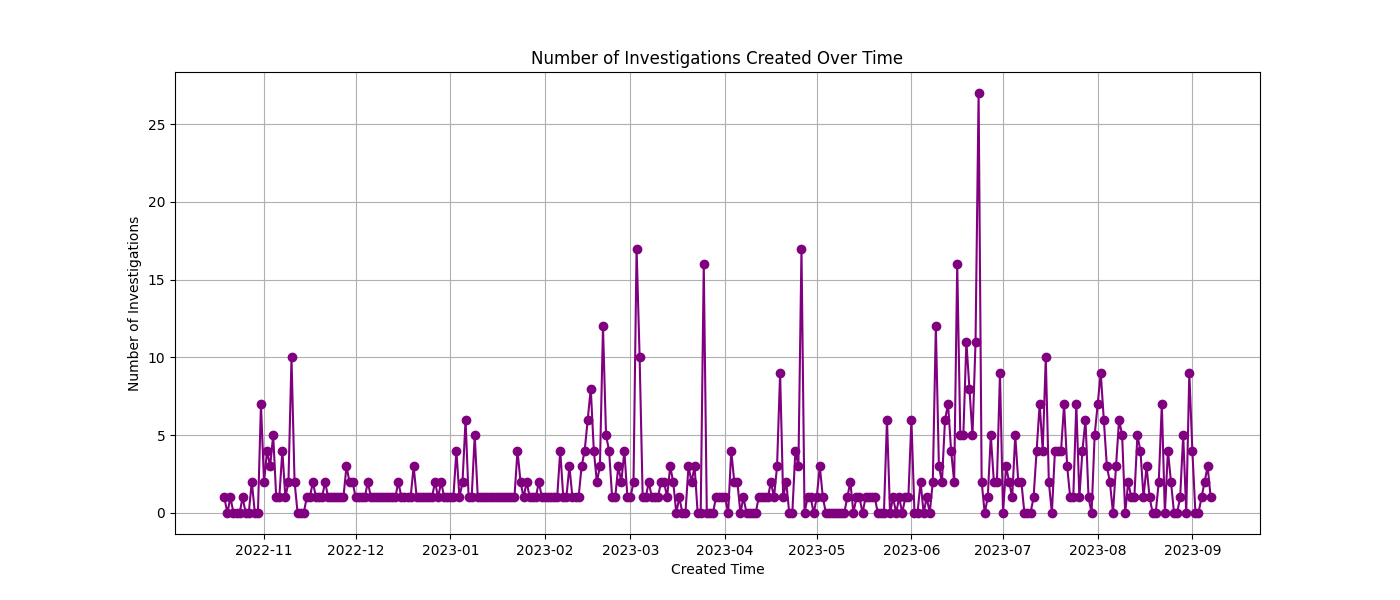 Number of Investigations Created Over Time
Number of Investigations
25
20
15
10
5
0
2022-11 2022-12 2023-01 2023-02 2023-03 2023-04 2023-05 2023-06 2023-07 2023-08 2023-09
Created Time